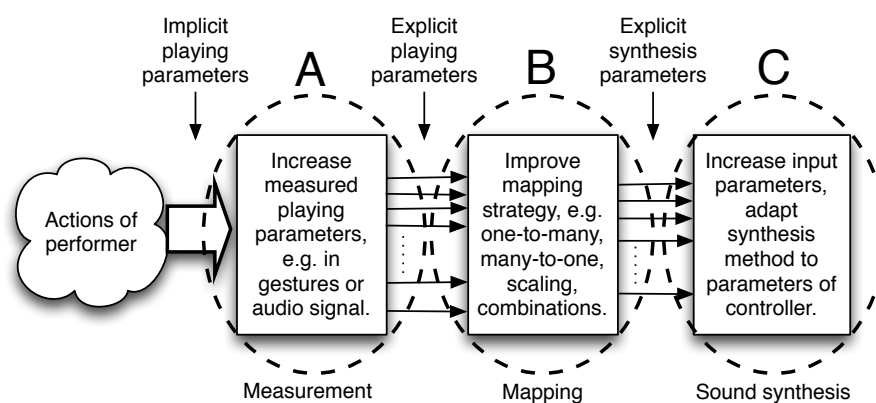 Implicit
playing
parameters
A
Explicit
playing
parameters
B
Explicit
synthesis
parameters
C
Actions of
performer
Increase
measured
playing
parameters,
e.g. in
gestures or
audio signal.
Improve
mapping
strategy, e.g.
one-to-many,
many-to-one,
scaling,
combinations.
Increase input
parameters,
adapt
synthesis
method to
parameters of
controller.
Measurement
Mapping
Sound synthesis